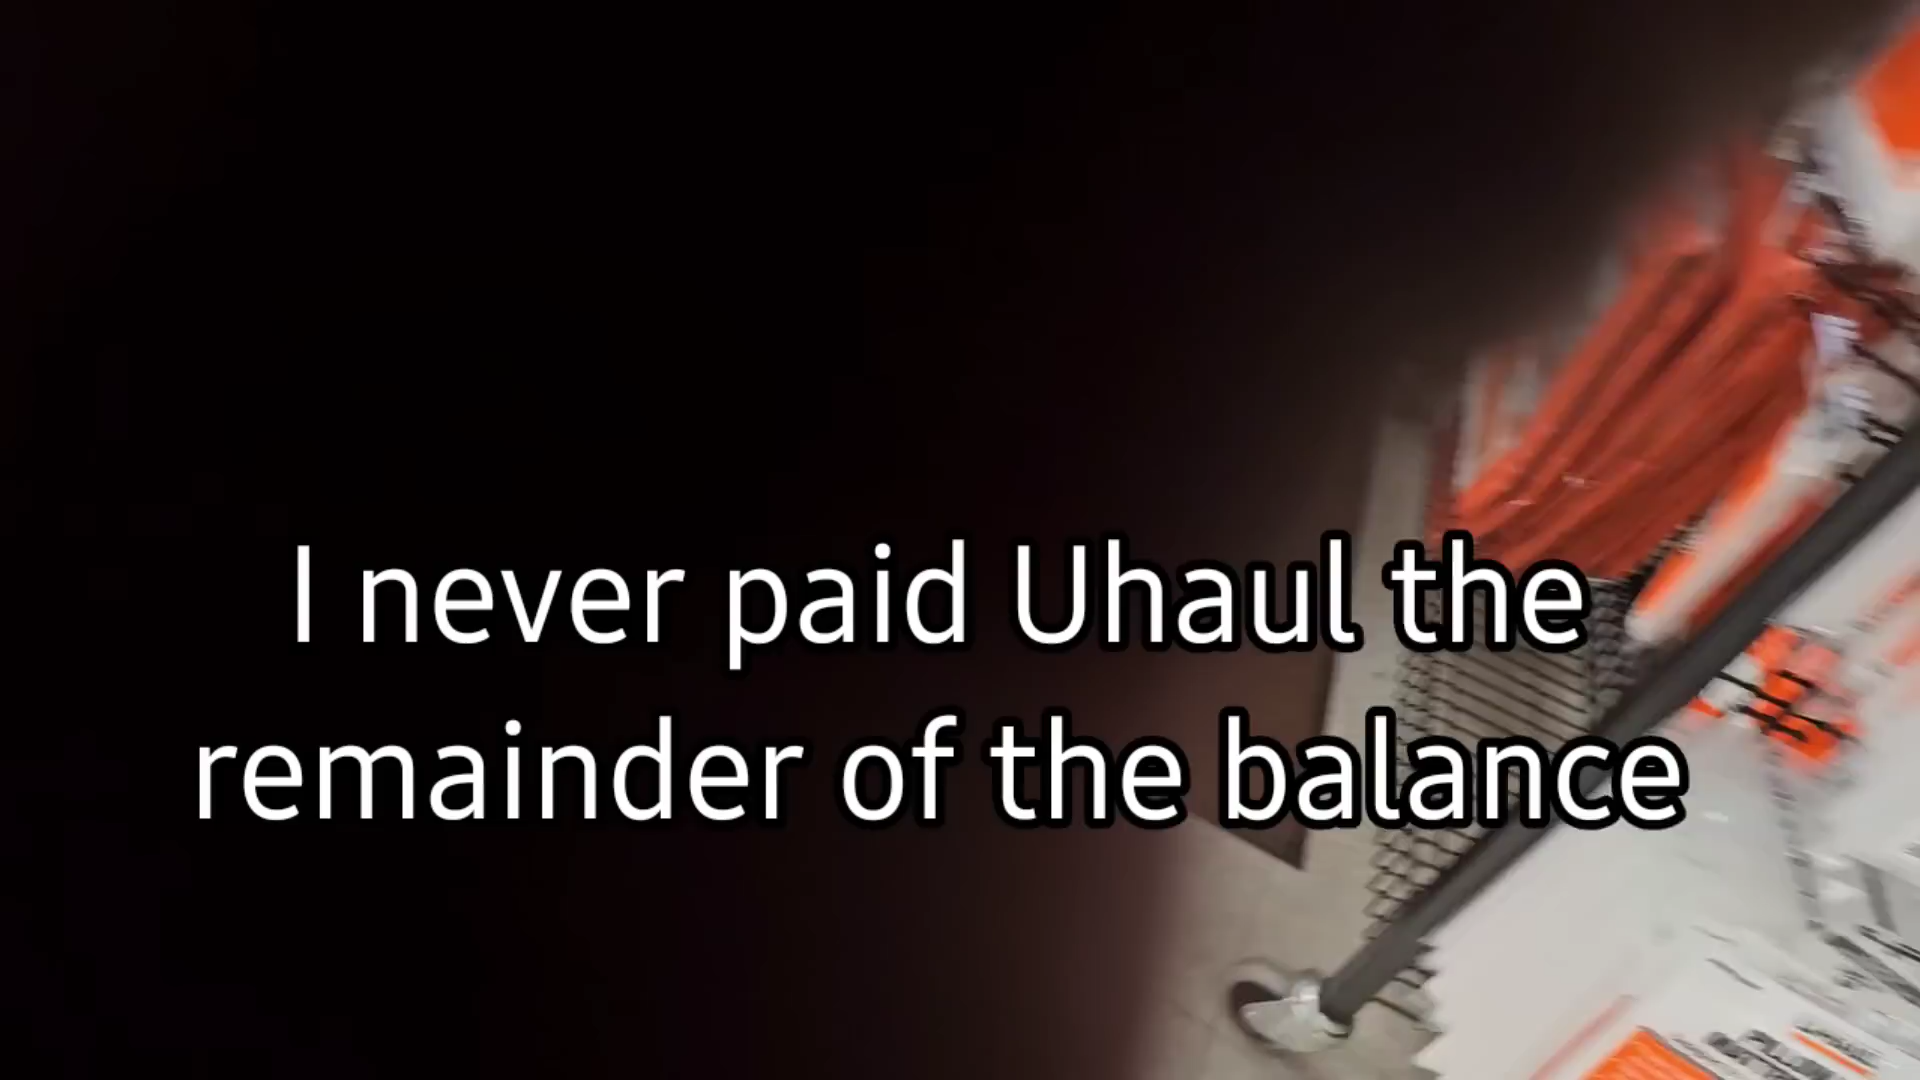 I never paid Uhaul the
remainder of the balance